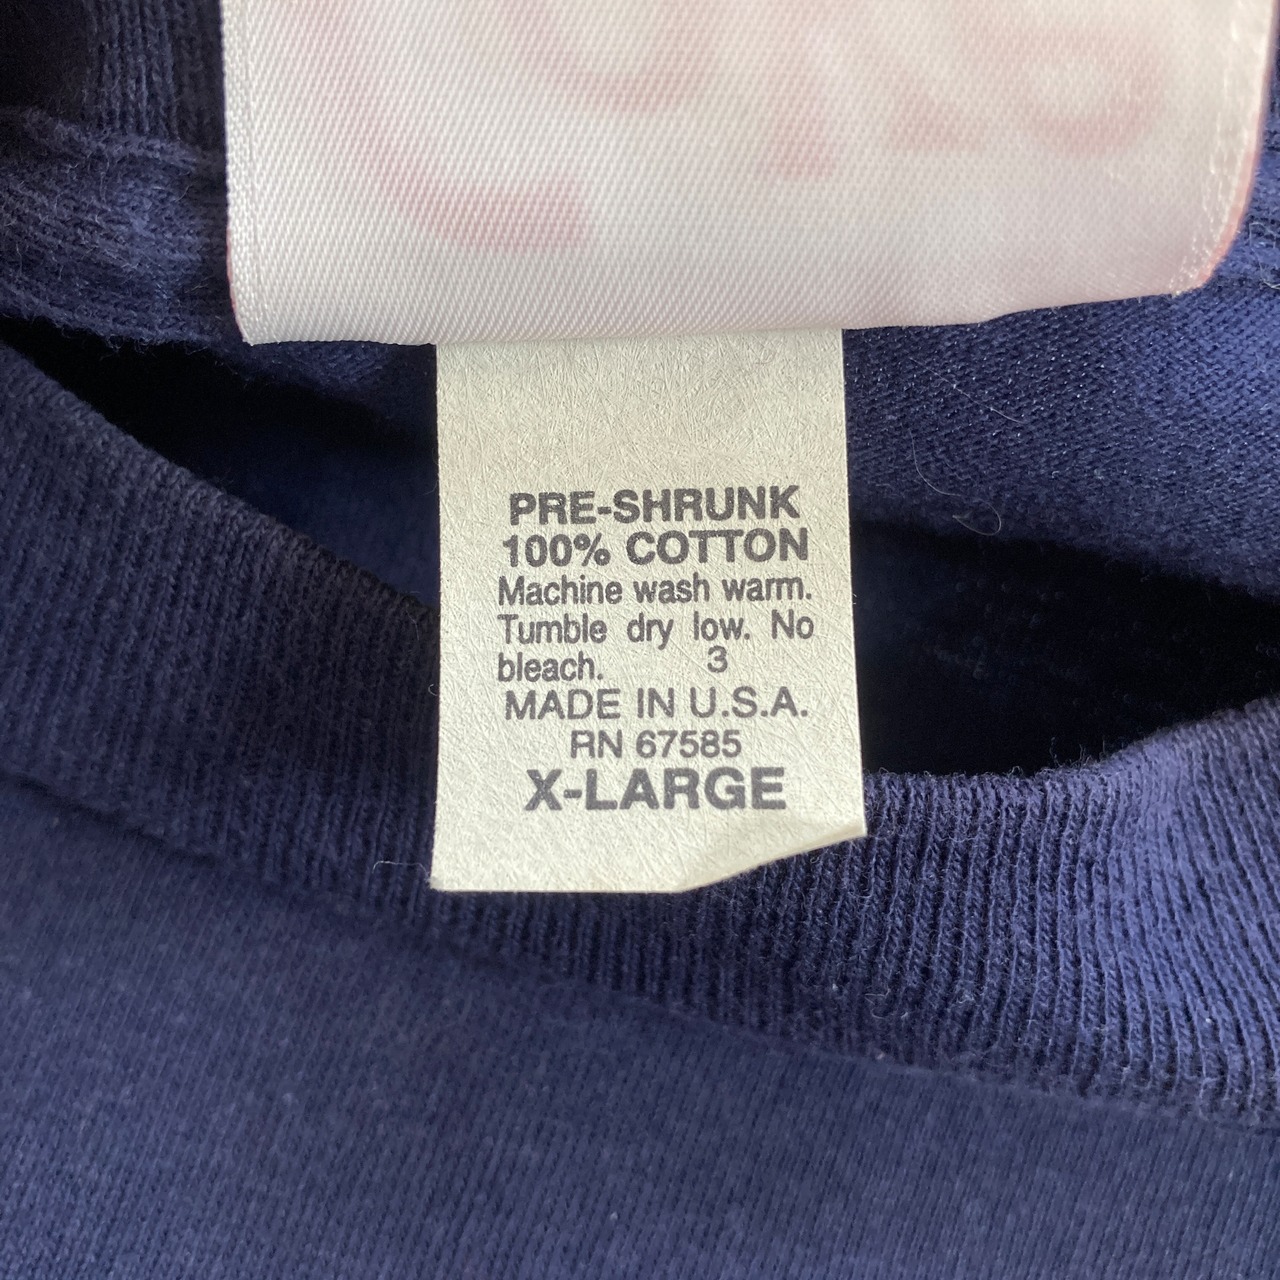 PRE-SHRUNK
100% COTTON
Machine wash warm.
Tumble dry low. No
bleach. 3
MADE IN U.S.A.
RN 67585
X-LARGE